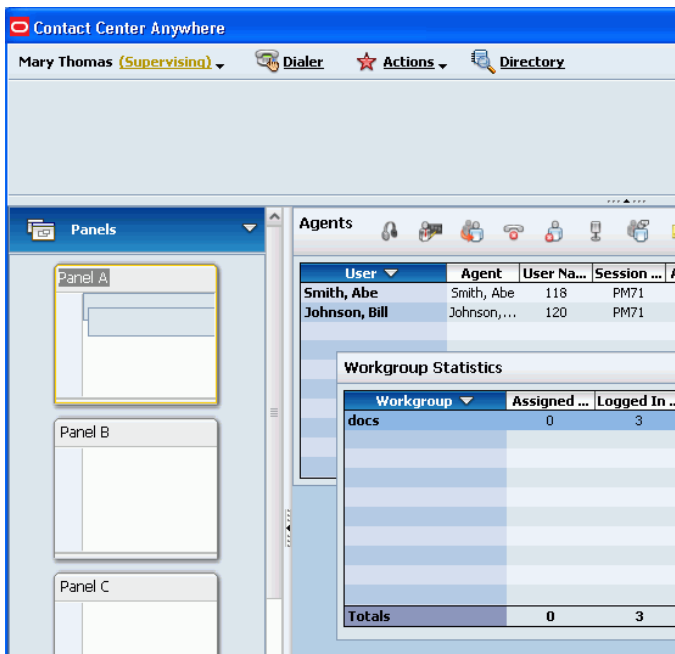 Contact Center Anywhere
Mary Thomas (Supervising) Dialer Actions Directory
Panels
Panel A
Panel B
Panel C
Agents
User Agent User Na... Session ... A
Smith, Abe Smith, Abe 118 PM71
Johnson, Bill Johnson,... 120 PM71
Workgroup Statistics
Workgroup Assigned ... Logged In ...
docs 0 3
Totals 0 3